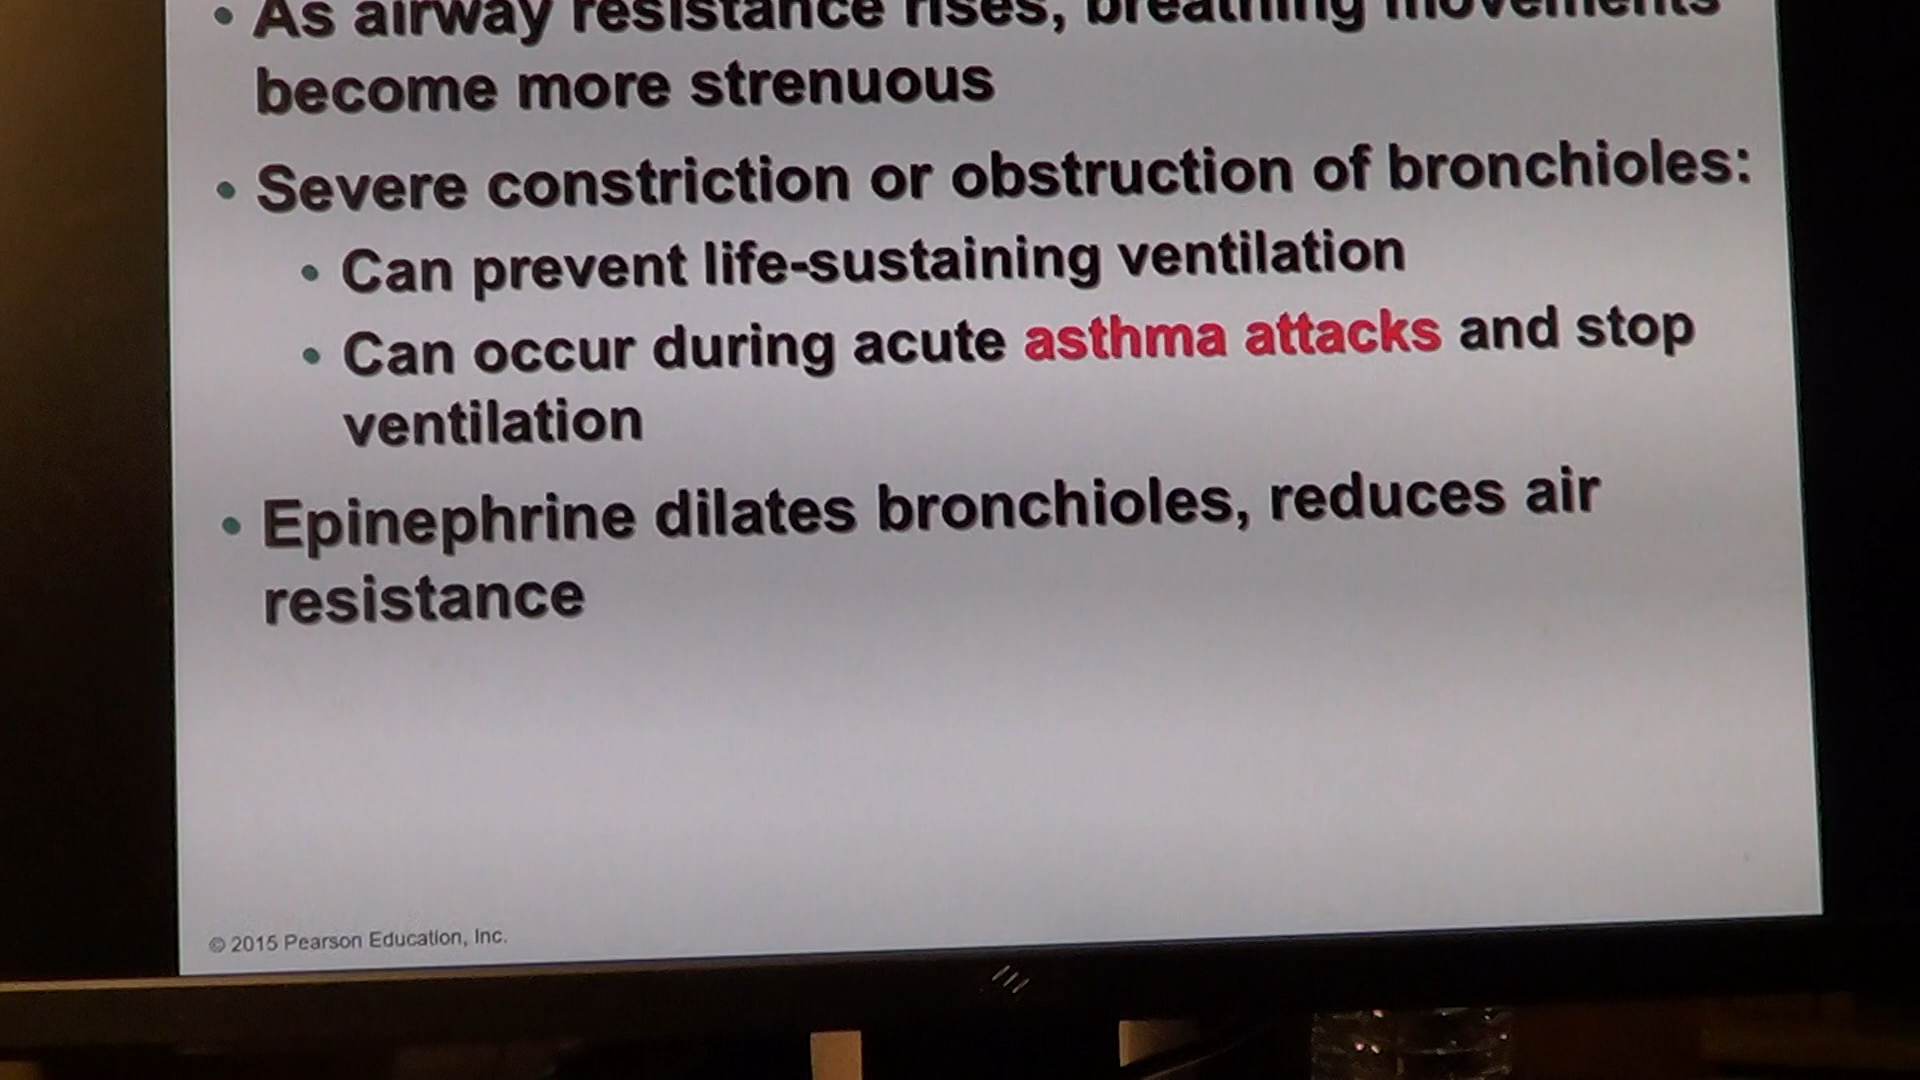 • As airway resistance rises, breathing movements
become more strenuous
• Severe constriction or obstruction of bronchioles:
• Can prevent life-sustaining ventilation
• Can occur during acute asthma attacks and stop
ventilation
• Epinephrine dilates bronchioles, reduces air
resistance
© 2015 Pearson Education, Inc.